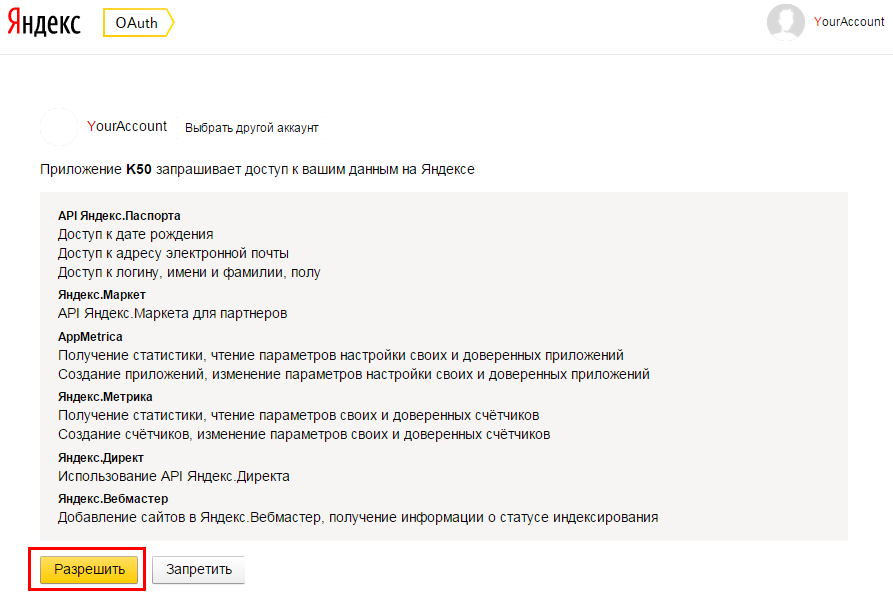 Яндекс OAuth YourAccount
YourAccount Выбрать другой аккаунт
Приложение K50 запрашивает доступ к вашим данным на Яндексе
API Яндекс.Паспорта
Доступ к дате рождения
Доступ к адресу электронной почты
Доступ к логину, имени и фамилии, полу
Яндекс.Маркет
API Яндекс.Маркета для партнеров
AppMetrica
Получение статистики, чтение параметров настройки своих и доверенных приложений
Создание приложений, изменение параметров настройки своих и доверенных приложений
Яндекс.Метрика
Получение статистики, чтение параметров своих и доверенных счётчиков
Создание счётчиков, изменение параметров своих и доверенных счётчиков
Яндекс.Директ
Использование API Яндекс.Директа
Яндекс.Вебмастер
Добавление сайтов в Яндекс.Вебмастер, получение информации о статусе индексирования
Разрешить Запретить